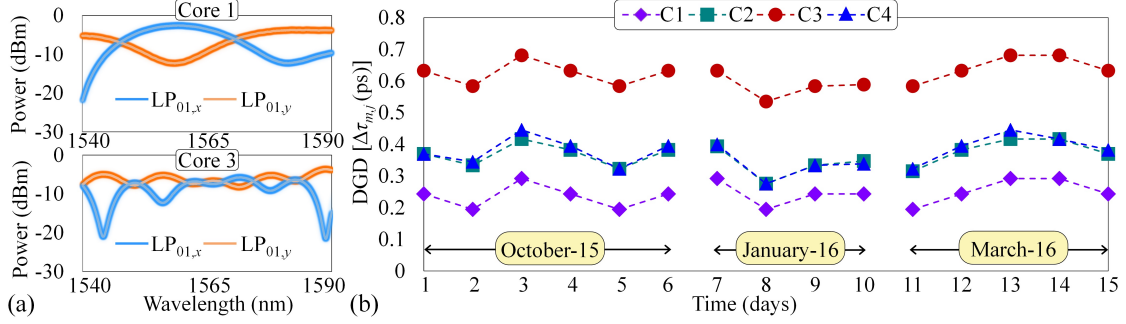 Core 1
0
-10
-20
-30
Power (dBm)
LP01,x LP01,y
1540 1565 1590
Core 3
0
-10
-20
-30
Power (dBm)
LP01,x LP01,y
1540 1565 1590
Wavelength (nm)
(a)
C1 C2 C3 C4
0.8
0.7
0.6
0.5
0.4
0.3
0.2
0.1
0
DGD [Δτm,j (ps)]
October-15 January-16 March-16
1 2 3 4 5 6 7 8 9 10 11 12 13 14 15
Time (days)
(b)